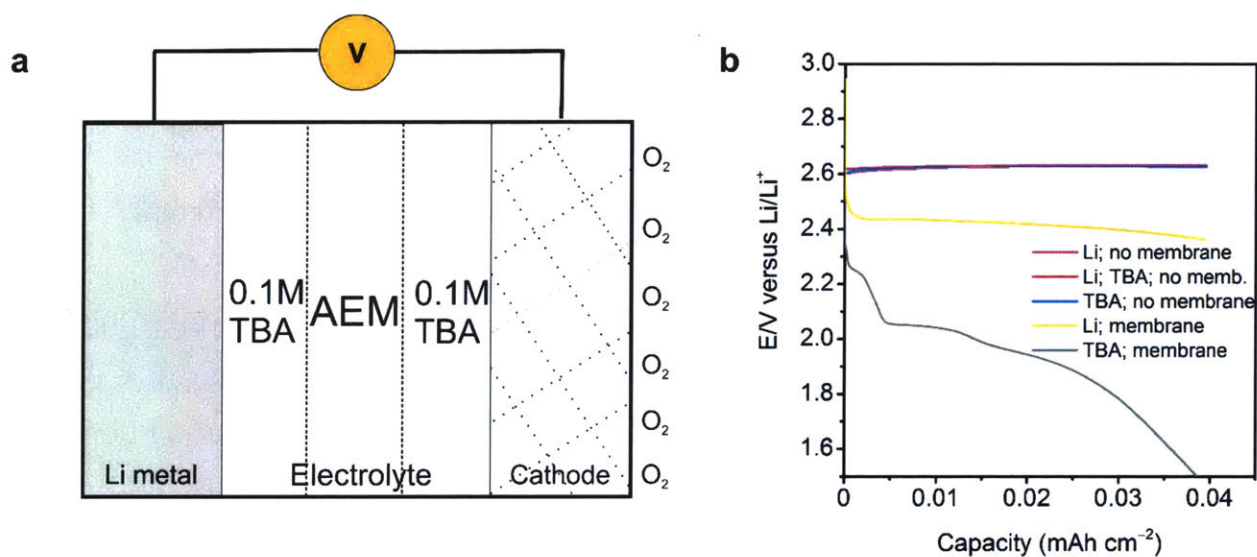 a
V
0.1M
TBA
AEM
0.1M
TBA
Li metal
Electrolyte
Cathode
O₂
O₂
O₂
O₂
O₂
O₂
b
E/V versus Li/Li⁺
3.0
2.8
2.6
2.4
2.2
2.0
1.8
1.6
Li; no membrane
Li; TBA; no memb.
TBA; no membrane
Li; membrane
TBA; membrane
0
0.01
0.02
0.03
0.04
Capacity (mAh cm⁻²)